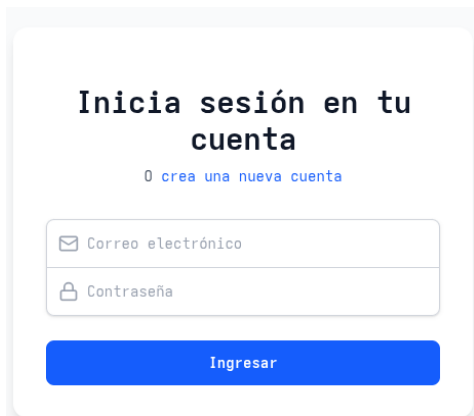 Inicia sesión en tu
cuenta
O crea una nueva cuenta
Correo electrónico
Contraseña
Ingresar